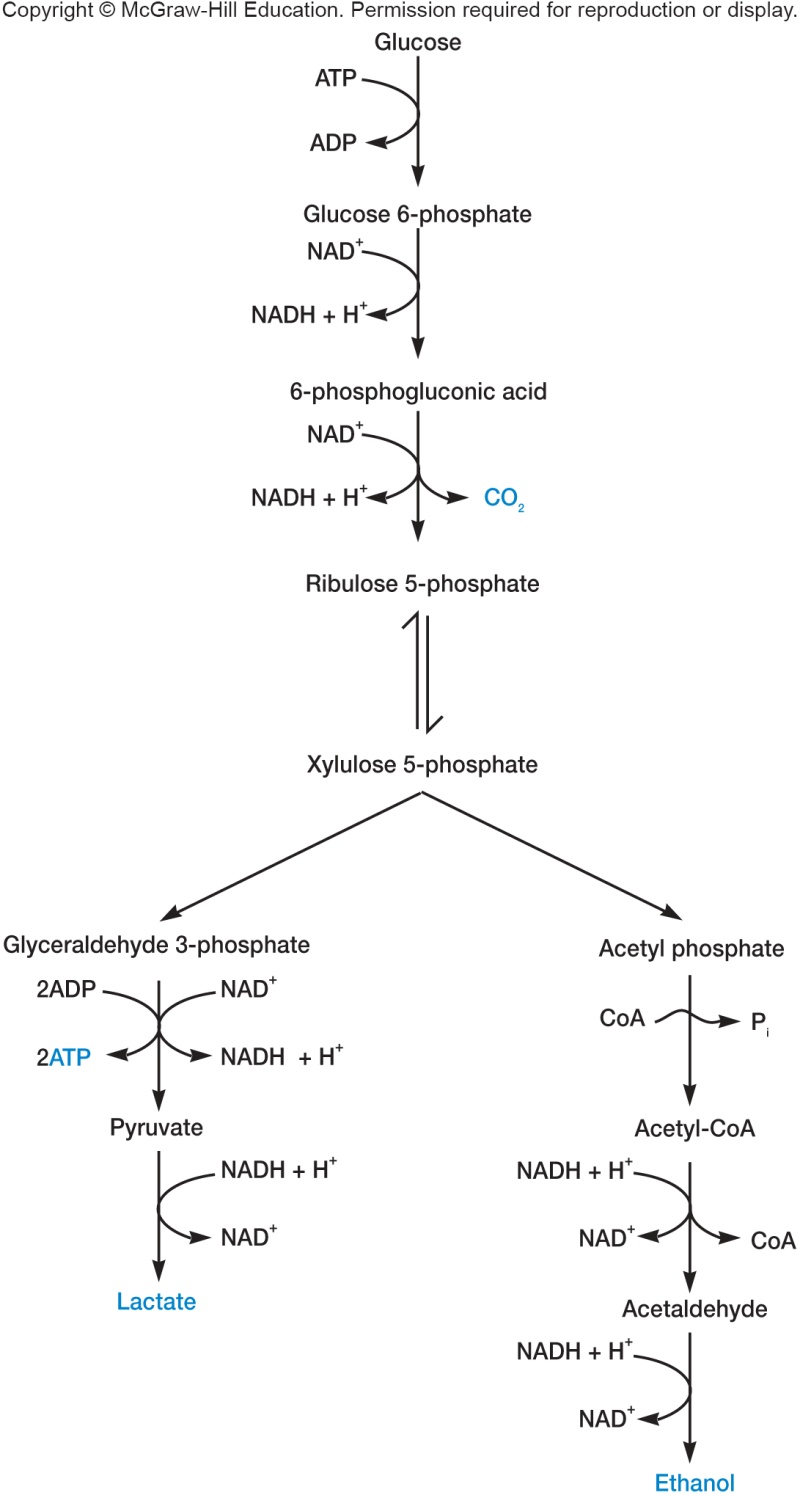 Copyright © McGraw-Hill Education. Permission required for reproduction or display.
Glucose
ATP
ADP
Glucose 6-phosphate
NAD⁺
NADH + H⁺
6-phosphogluconic acid
NAD⁺
NADH + H⁺ CO₂
Ribulose 5-phosphate
Xylulose 5-phosphate
Glyceraldehyde 3-phosphate Acetyl phosphate
2ADP NAD⁺
CoA Pᵢ
2ATP NADH + H⁺
Pyruvate Acetyl-CoA
NADH + H⁺ NADH + H⁺
NAD⁺ NAD⁺ CoA
Lactate Acetaldehyde
NADH + H⁺
NAD⁺
Ethanol